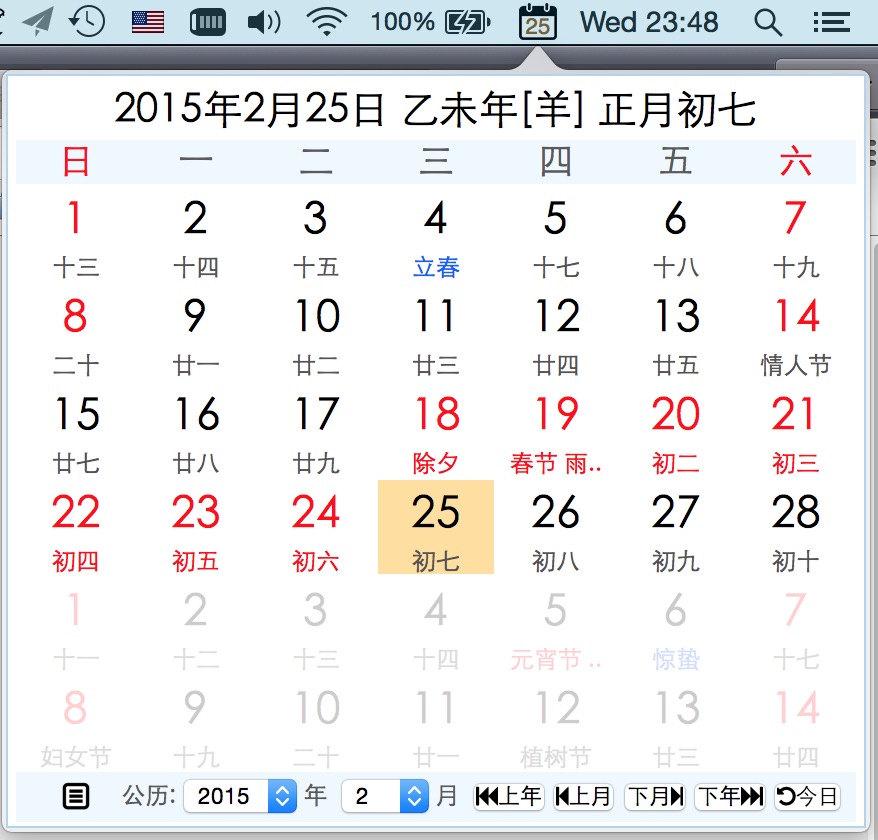 100% 25 Wed 23:48
2015年2月25日 乙未年[羊] 正月初七
日 一 二 三 四 五 六
1 2 3 4 5 6 7
十三 十四 十五 立春 十七 十八 十九
8 9 10 11 12 13 14
二十 廿一 廿二 廿三 廿四 廿五 情人节
15 16 17 18 19 20 21
廿七 廿八 廿九 除夕 春节 雨.. 初二 初三
22 23 24 25 26 27 28
初四 初五 初六 初七 初八 初九 初十
1 2 3 4 5 6 7
十一 十二 十三 十四 元宵节 .. 惊蛰 十七
8 9 10 11 12 13 14
妇女节 十九 二十 廿一 植树节 廿三 廿四
公历: 2015 年 2 月 上年 上月 下月 下年 今日